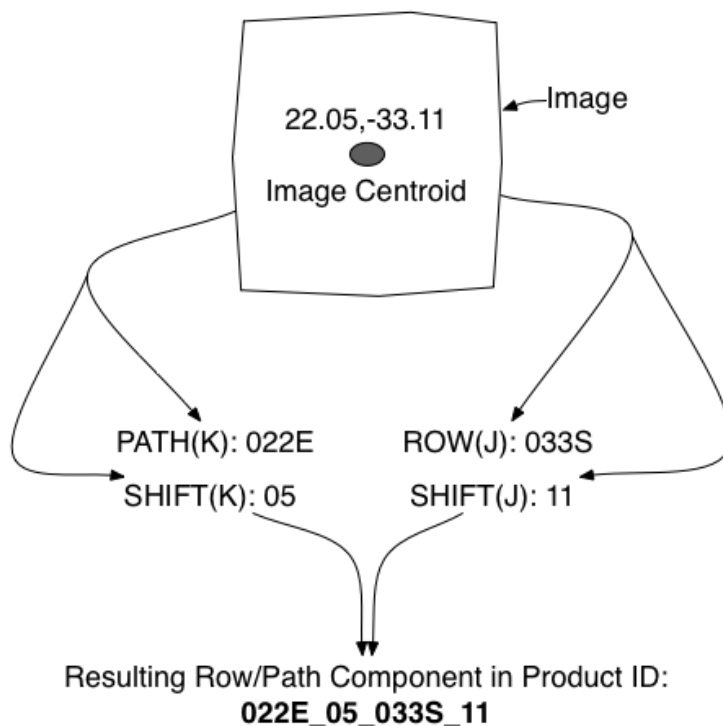 Image
22.05,-33.11
Image Centroid
PATH(K): 022E
ROW(J): 033S
SHIFT(K): 05
SHIFT(J): 11
Resulting Row/Path Component in Product ID:
022E_05_033S_11